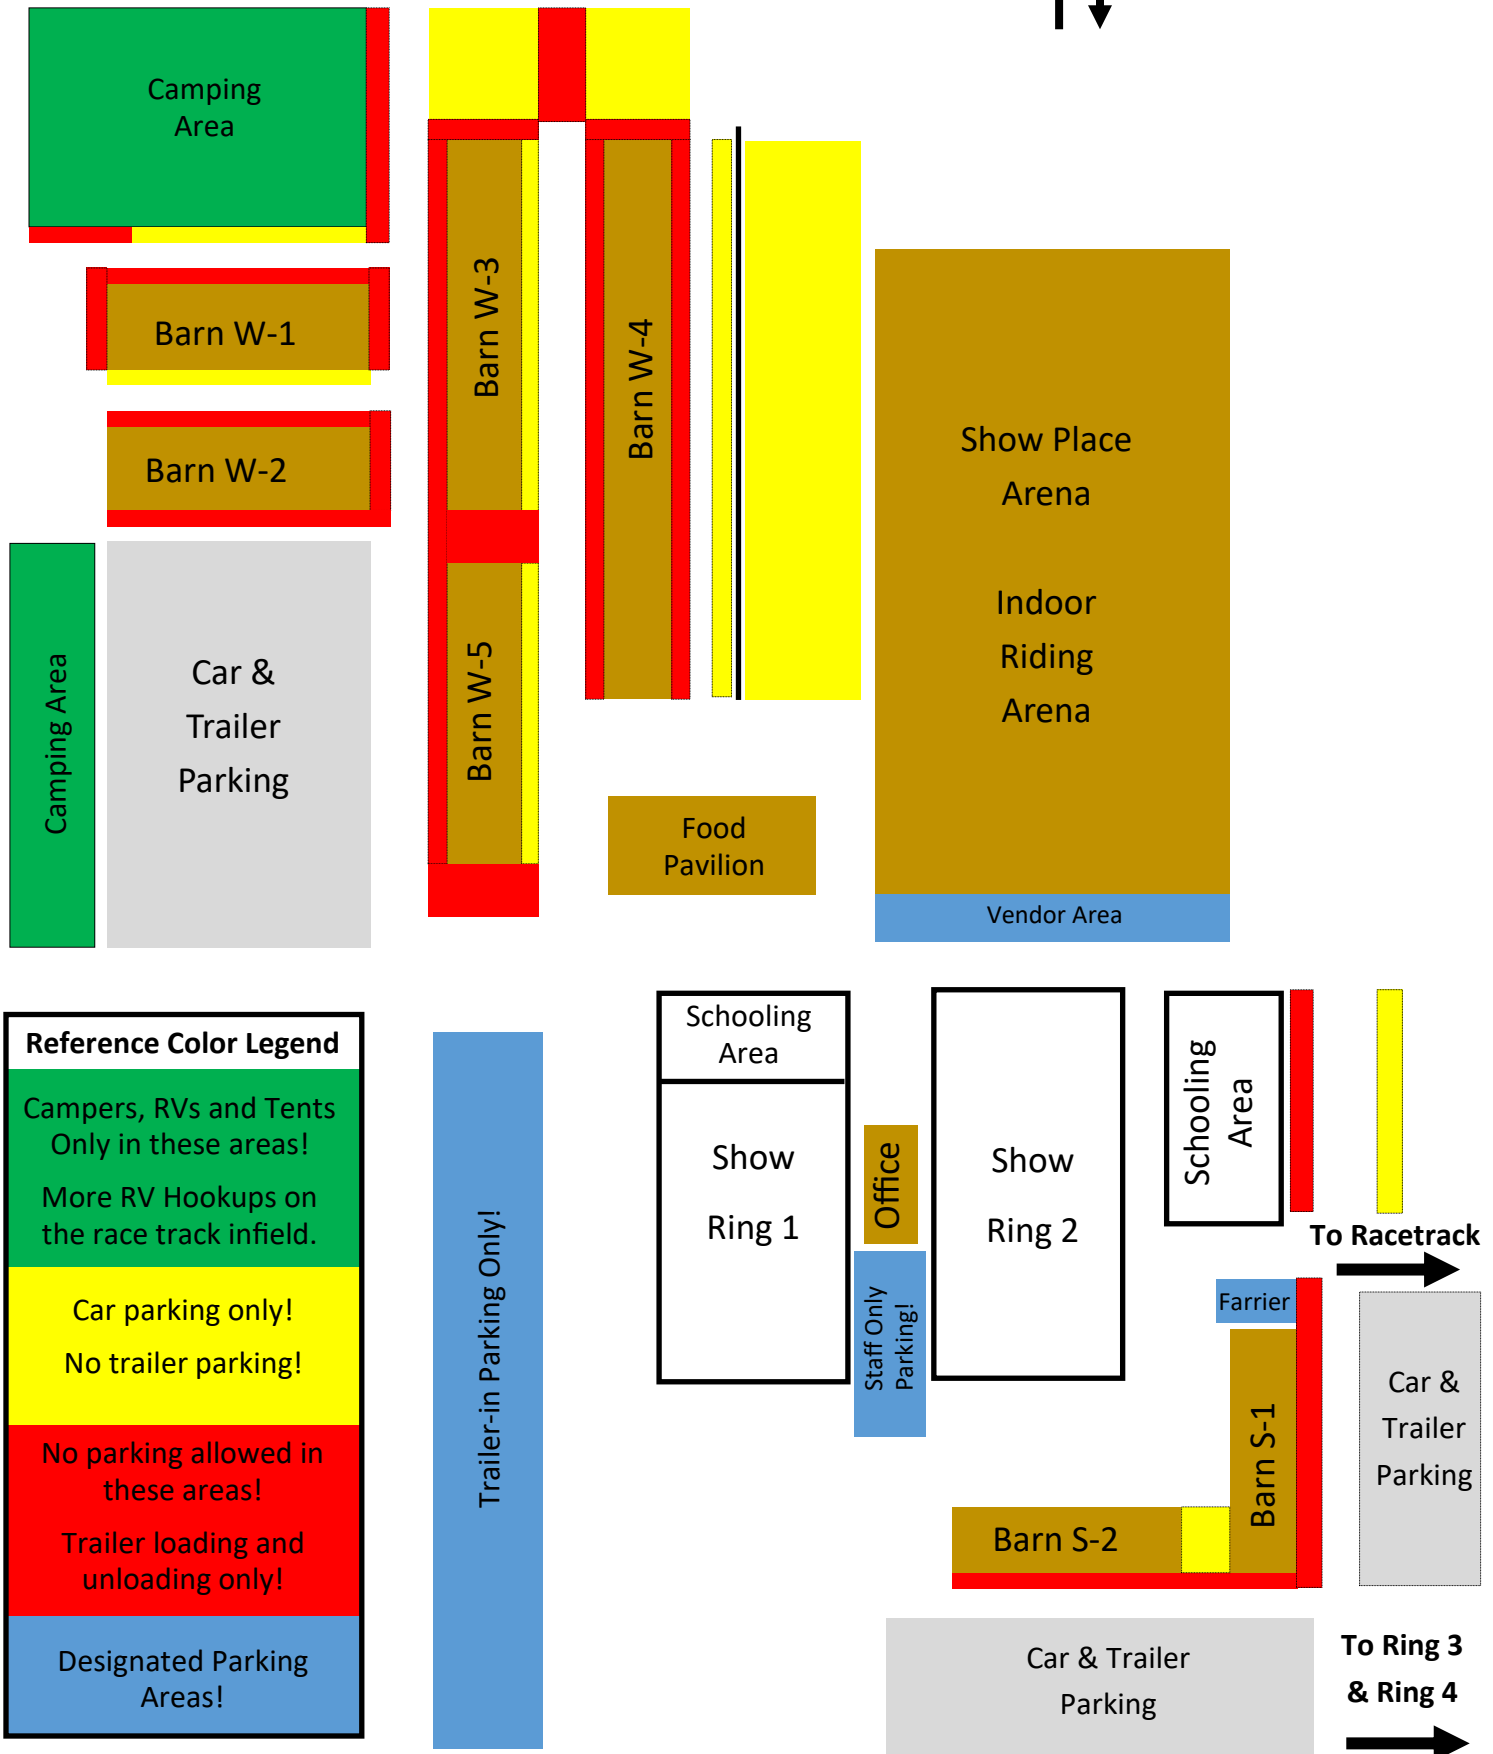 Camping
Area
Barn W-1
Barn W-2
Barn W-3
Barn W-4
Barn W-5
Camping Area
Car &
Trailer
Parking
Show Place
Arena
Indoor
Riding
Arena
Food
Pavilion
Vendor Area
Reference Color Legend
Campers, RVs and Tents
Only in these areas!
More RV Hookups on
the race track infield.
Car parking only!
No trailer parking!
No parking allowed in
these areas!
Trailer loading and
unloading only!
Designated Parking
Areas!
Trailer-in Parking Only!
Schooling
Area
Show
Ring 1
Office
Staff Only
Parking!
Show
Ring 2
Schooling
Area
To Racetrack
Farrier
Barn S-1
Barn S-2
Car &
Trailer
Parking
Car & Trailer
Parking
To Ring 3
& Ring 4